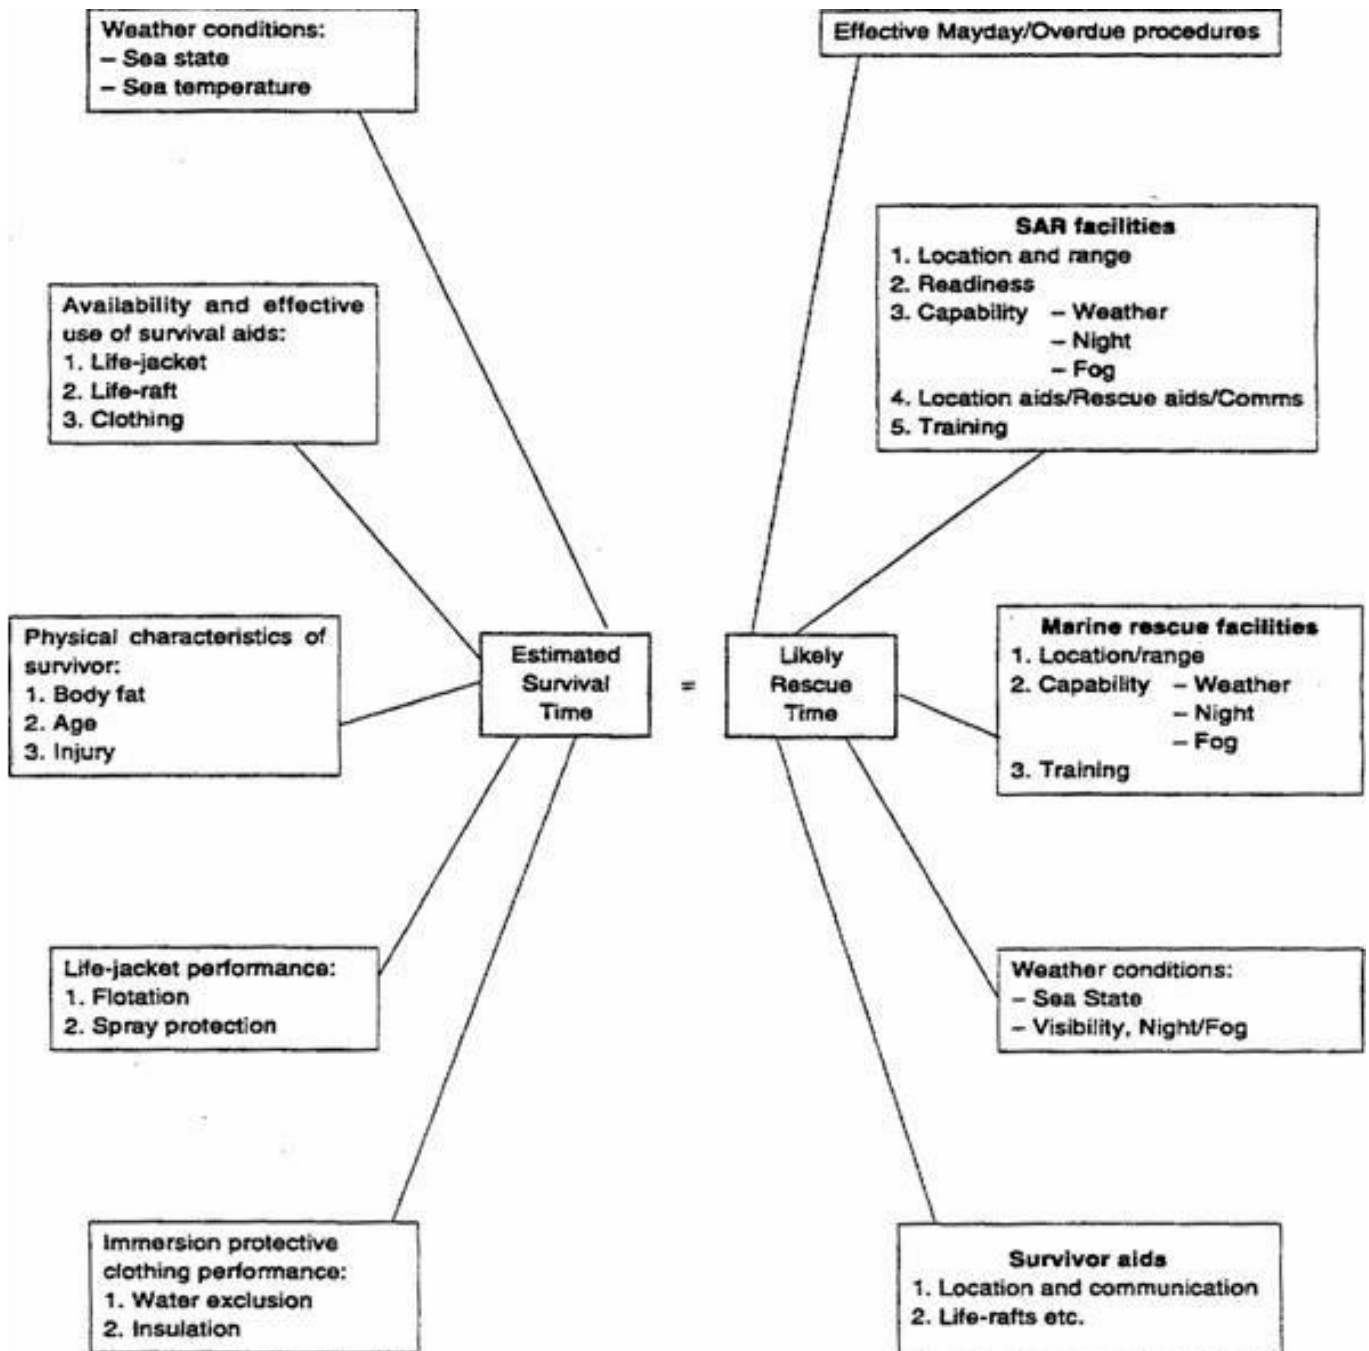 Weather conditions:
– Sea state
– Sea temperature
Effective Mayday/Overdue procedures
SAR facilities
1. Location and range
2. Readiness
3. Capability – Weather
– Night
– Fog
4. Location aids/Rescue aids/Comms
5. Training
Availability and effective
use of survival aids:
1. Life-jacket
2. Life-raft
3. Clothing
Physical characteristics of
survivor:
1. Body fat
2. Age
3. Injury
Estimated
Survival
Time
=
Likely
Rescue
Time
Marine rescue facilities
1. Location/range
2. Capability – Weather
– Night
– Fog
3. Training
Life-jacket performance:
1. Flotation
2. Spray protection
Weather conditions:
– Sea State
– Visibility, Night/Fog
Immersion protective
clothing performance:
1. Water exclusion
2. Insulation
Survivor aids
1. Location and communication
2. Life-rafts etc.